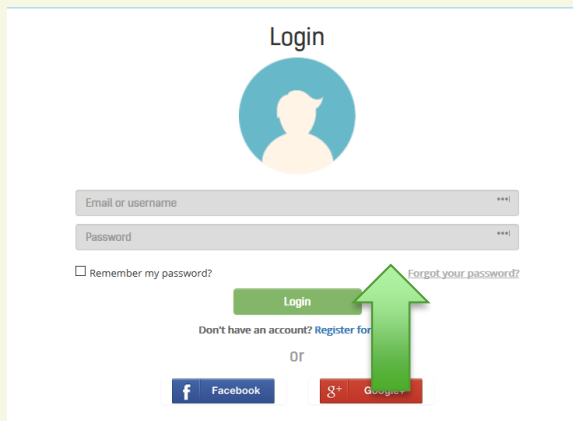 Login
Email or username
Password
Remember my password? Forgot your password?
Login
Don't have an account? Register for
or
f Facebook
g+ Google+